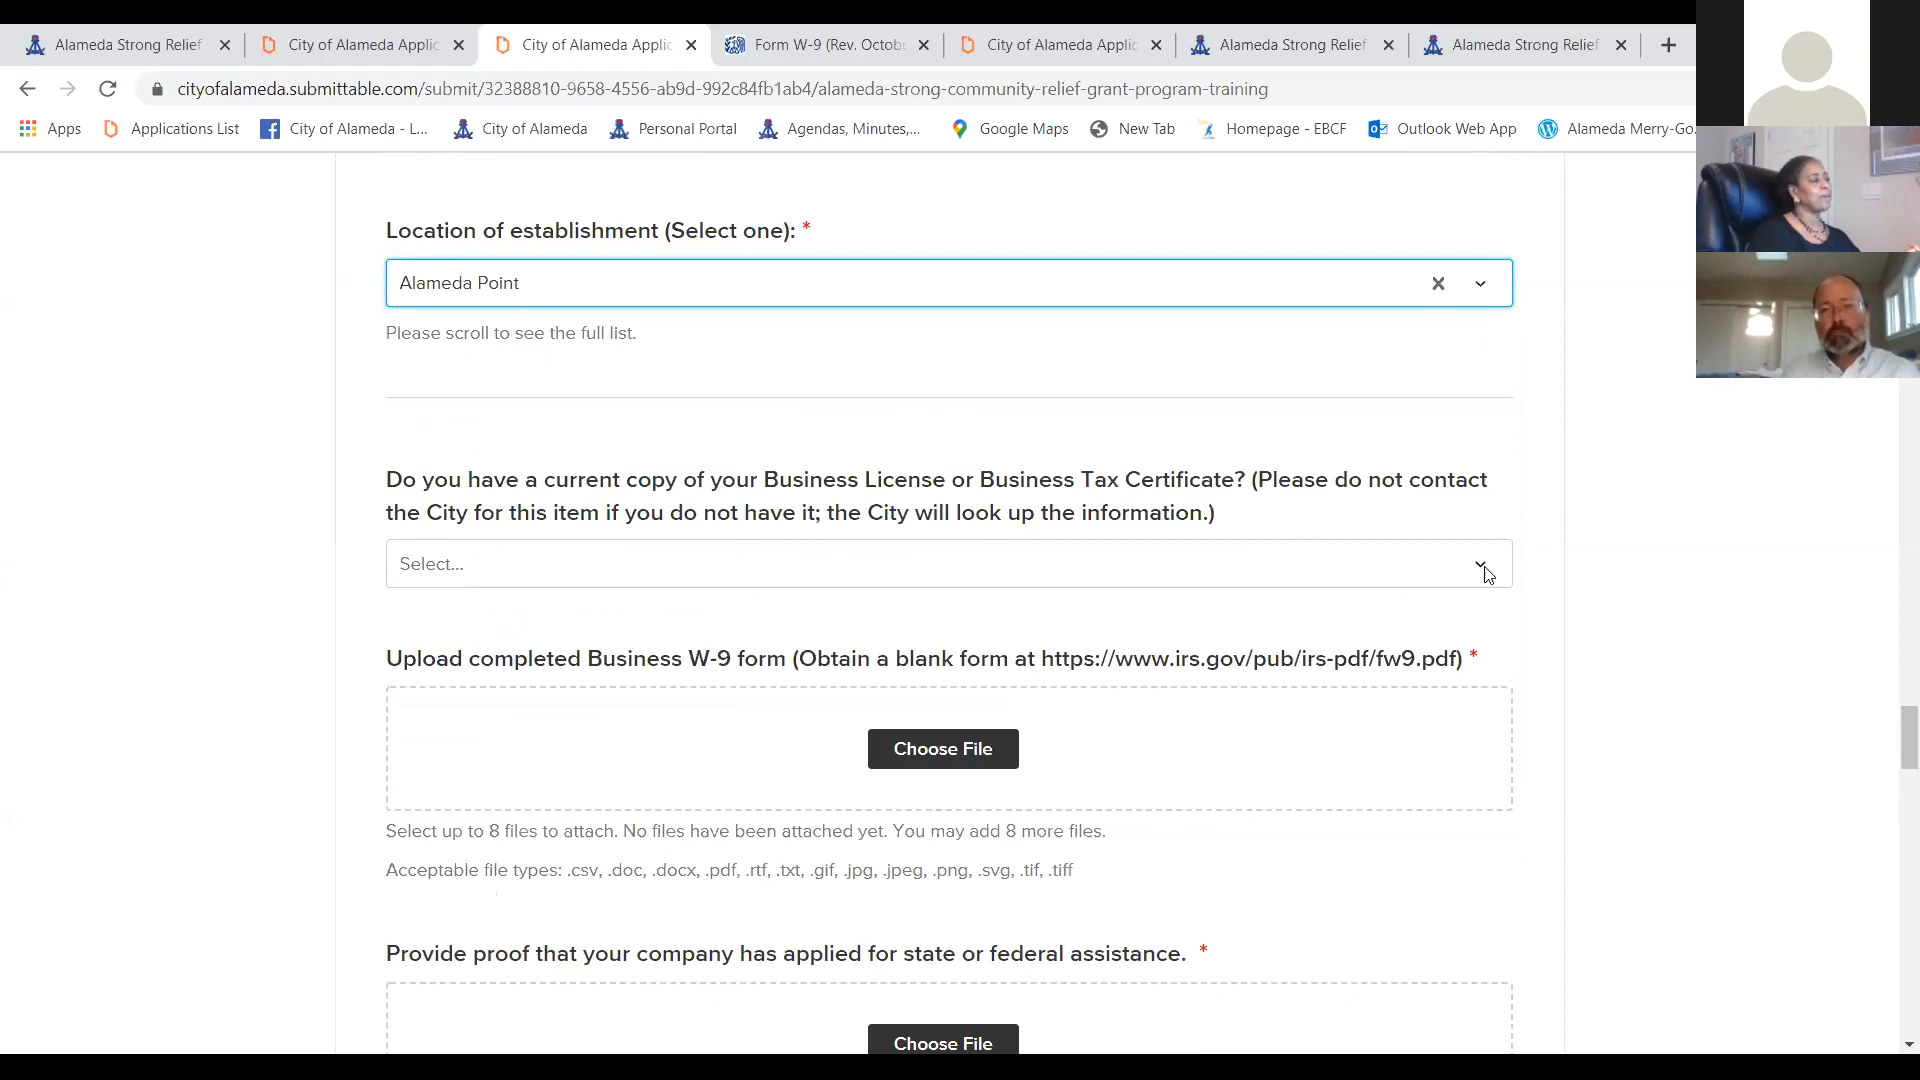 Alameda Strong Relief
City of Alameda Applic
City of Alameda Applic
Form W-9 (Rev. Octobe
City of Alameda Applic
Alameda Strong Relief
Alameda Strong Relief
cityofalameda.submittable.com/submit/32388810-9658-4556-ab9d-992c84fb1ab4/alameda-strong-community-relief-grant-program-training
Apps
Applications List
City of Alameda - L...
City of Alameda
Personal Portal
Agendas, Minutes,...
Google Maps
New Tab
Homepage - EBCF
Outlook Web App
Alameda Merry-Go.
Location of establishment (Select one): *
Alameda Point
Please scroll to see the full list.
Do you have a current copy of your Business License or Business Tax Certificate? (Please do not contact
the City for this item if you do not have it; the City will look up the information.)
Select...
Upload completed Business W-9 form (Obtain a blank form at https://www.irs.gov/pub/irs-pdf/fw9.pdf) *
Choose File
Select up to 8 files to attach. No files have been attached yet. You may add 8 more files.
Acceptable file types: .csv, .doc, .docx, .pdf, .rtf, .txt, .gif, .jpg, .jpeg, .png, .svg, .tif, .tiff
Provide proof that your company has applied for state or federal assistance. *
Choose File